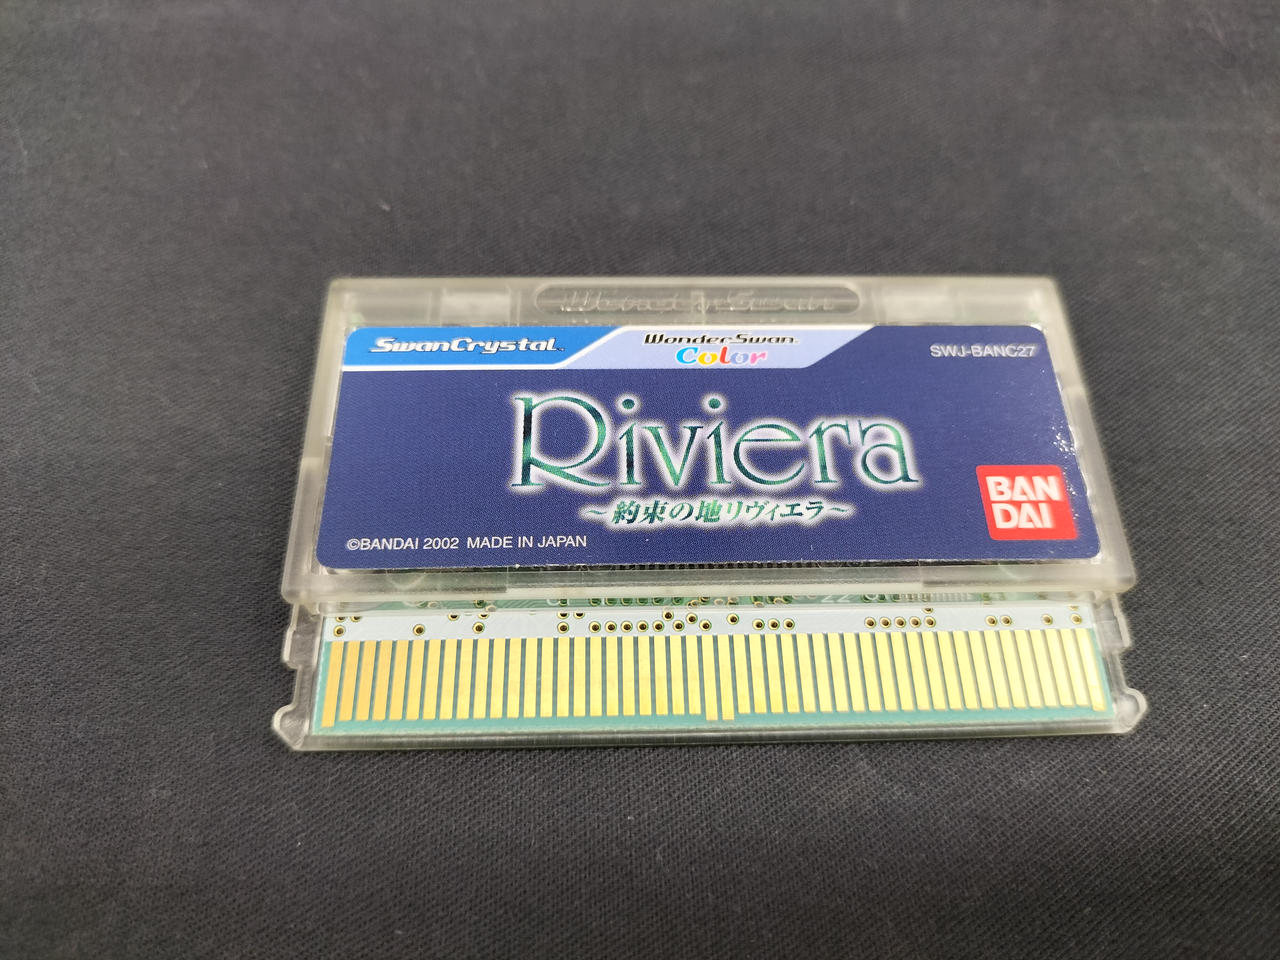 WonderSwan
SwanCrystal
WonderSwan
Color
SWJ-BANC27
Riviera
～約束の地リヴィエラ～
BAN
DAI
©BANDAI 2002 MADE IN JAPAN